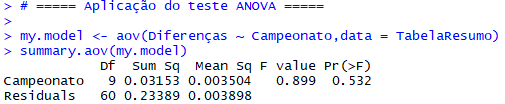 > # ===== Aplicação do teste ANOVA =====
>
> my.model <- aov(Diferenças ~ Campeonato,data = TabelaResumo)
> summary.aov(my.model)
            Df  Sum Sq  Mean Sq F value Pr(>F)
Campeonato   9 0.03153 0.003504   0.899  0.532
Residuals   60 0.23389 0.003898